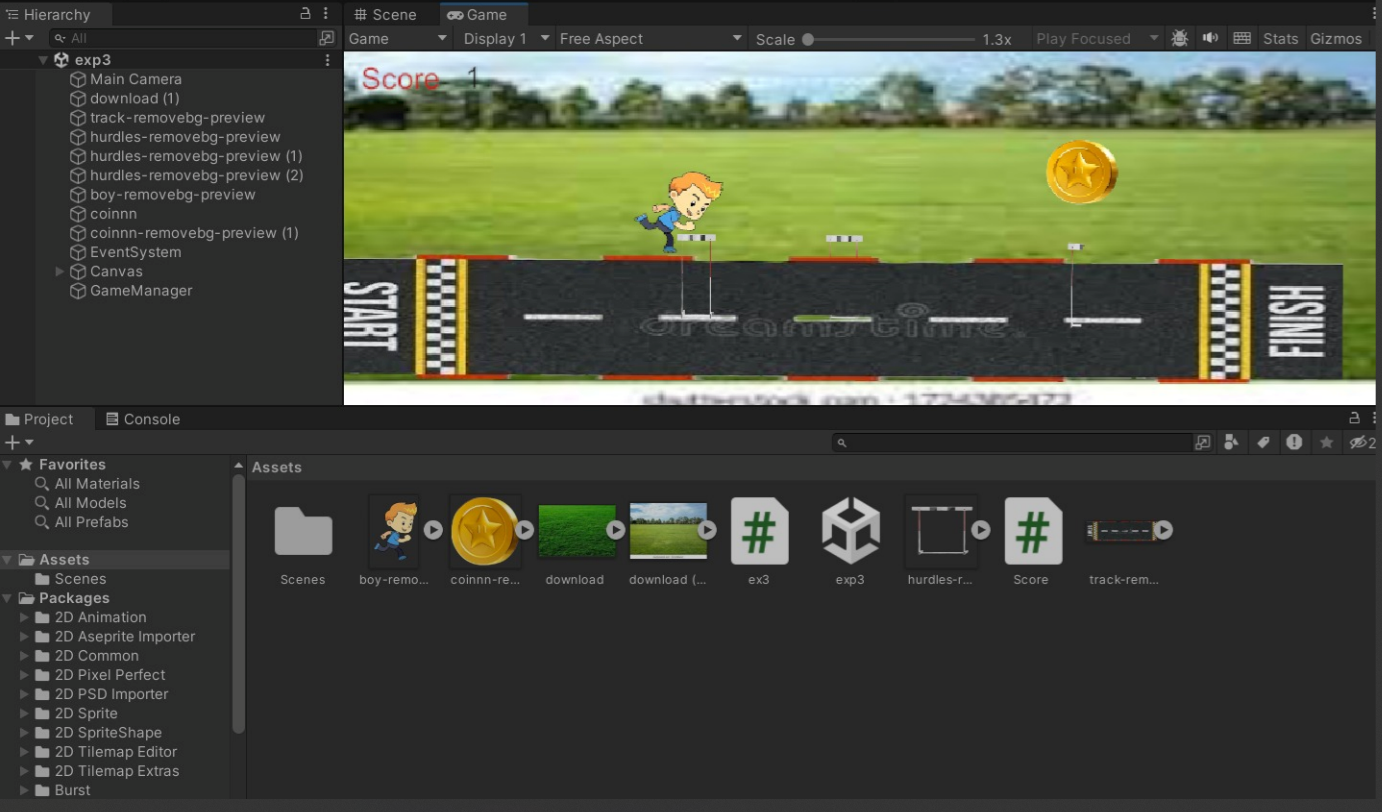 Hierarchy
All
exp3
Main Camera
download (1)
track-removebg-preview
hurdles-removebg-preview
hurdles-removebg-preview (1)
hurdles-removebg-preview (2)
boy-removebg-preview
coinnn
coinnn-removebg-preview (1)
EventSystem
Canvas
GameManager
Scene
Game
Game Display 1 Free Aspect Scale 1.3x Play Focused Stats Gizmos
Score 1
START
dreamstime.
FINISH
Project
Console
2
Favorites
All Materials
All Models
All Prefabs
Assets
Scenes
Packages
2D Animation
2D Aseprite Importer
2D Common
2D Pixel Perfect
2D PSD Importer
2D Sprite
2D SpriteShape
2D Tilemap Editor
2D Tilemap Extras
Burst
Assets
Scenes
boy-remo...
coinnn-re...
download
download (...
ex3
exp3
hurdles-r...
Score
track-rem...